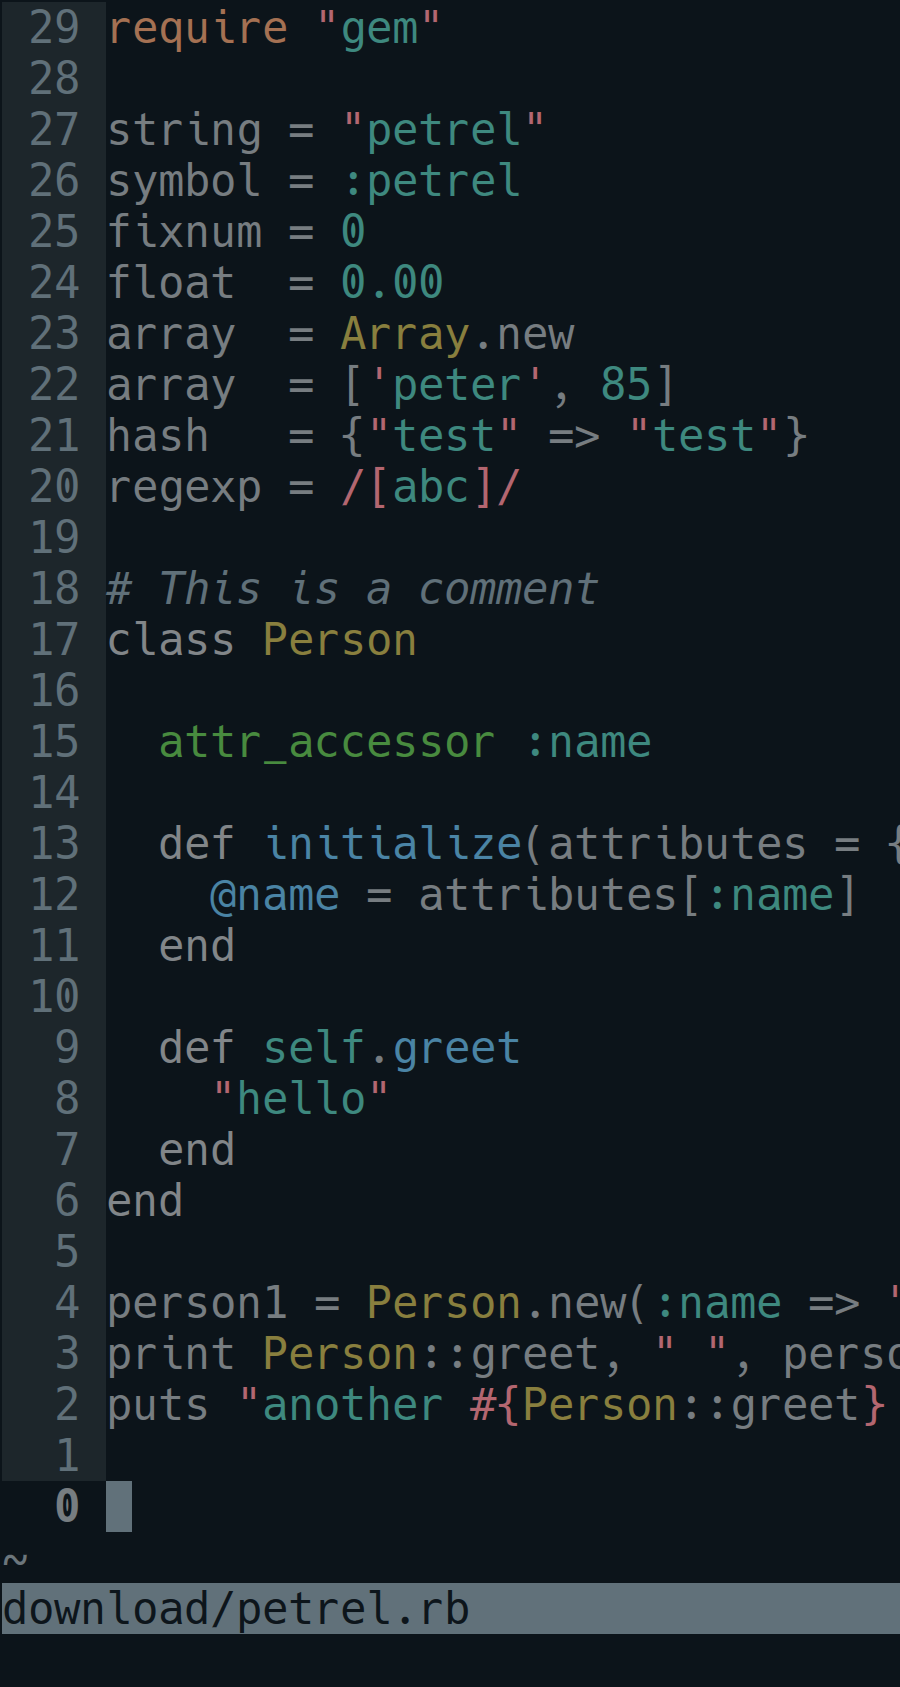 29 require "gem"
28
27 string = "petrel"
26 symbol = :petrel
25 fixnum = 0
24 float  = 0.00
23 array  = Array.new
22 array  = ['peter', 85]
21 hash   = {"test" => "test"}
20 regexp = /[abc]/
19
18 # This is a comment
17 class Person
16
15   attr_accessor :name
14
13   def initialize(attributes = {
12     @name = attributes[:name]
11   end
10
9   def self.greet
8     "hello"
7   end
6 end
5
4 person1 = Person.new(:name => "
3 print Person::greet, " ", perso
2 puts "another #{Person::greet}
1
0
~
download/petrel.rb